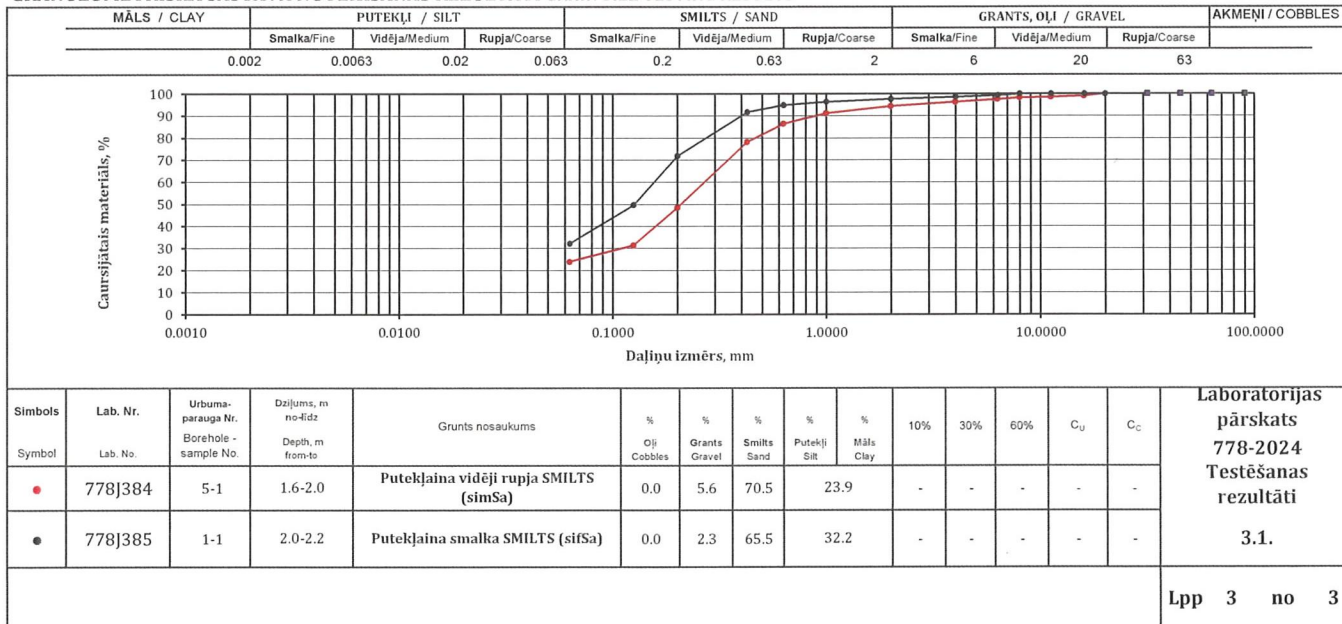 MĀLS / CLAY PUTEKĻI / SILT SMILTS / SAND GRANTS, OĻI / GRAVEL AKMEŅI / COBBLES
Smalka/Fine Vidēja/Medium Rupja/Coarse Smalka/Fine Vidēja/Medium Rupja/Coarse Smalka/Fine Vidēja/Medium Rupja/Coarse
0.002 0.0063 0.02 0.063 0.2 0.63 2 6 20 63
Caursijātais materiāls, %
100
90
80
70
60
50
40
30
20
10
0
0.0010 0.0100 0.1000 1.0000 10.0000 100.0000
Daļiņu izmērs, mm
Simbols
Symbol
Lab. Nr.
Lab. No.
Urbuma-
parauga Nr.
Borehole -
sample No.
Dziļums, m
no-līdz
Depth, m
from-to
Grunts nosaukums
%
Oļi
Cobbles
%
Grants
Gravel
%
Smilts
Sand
%
Putekļi
Silt
%
Māls
Clay
10% 30% 60% CU CC
778J384 5-1 1.6-2.0 Putekļaina vidēji rupja SMILTS
(simSa)
0.0 5.6 70.5 23.9 - - - - -
778J385 1-1 2.0-2.2 Putekļaina smalka SMILTS (sifSa) 0.0 2.3 65.5 32.2 - - - - -
Laboratorijas
pārskats
778-2024
Testēšanas
rezultāti
3.1.
Lpp 3 no 3